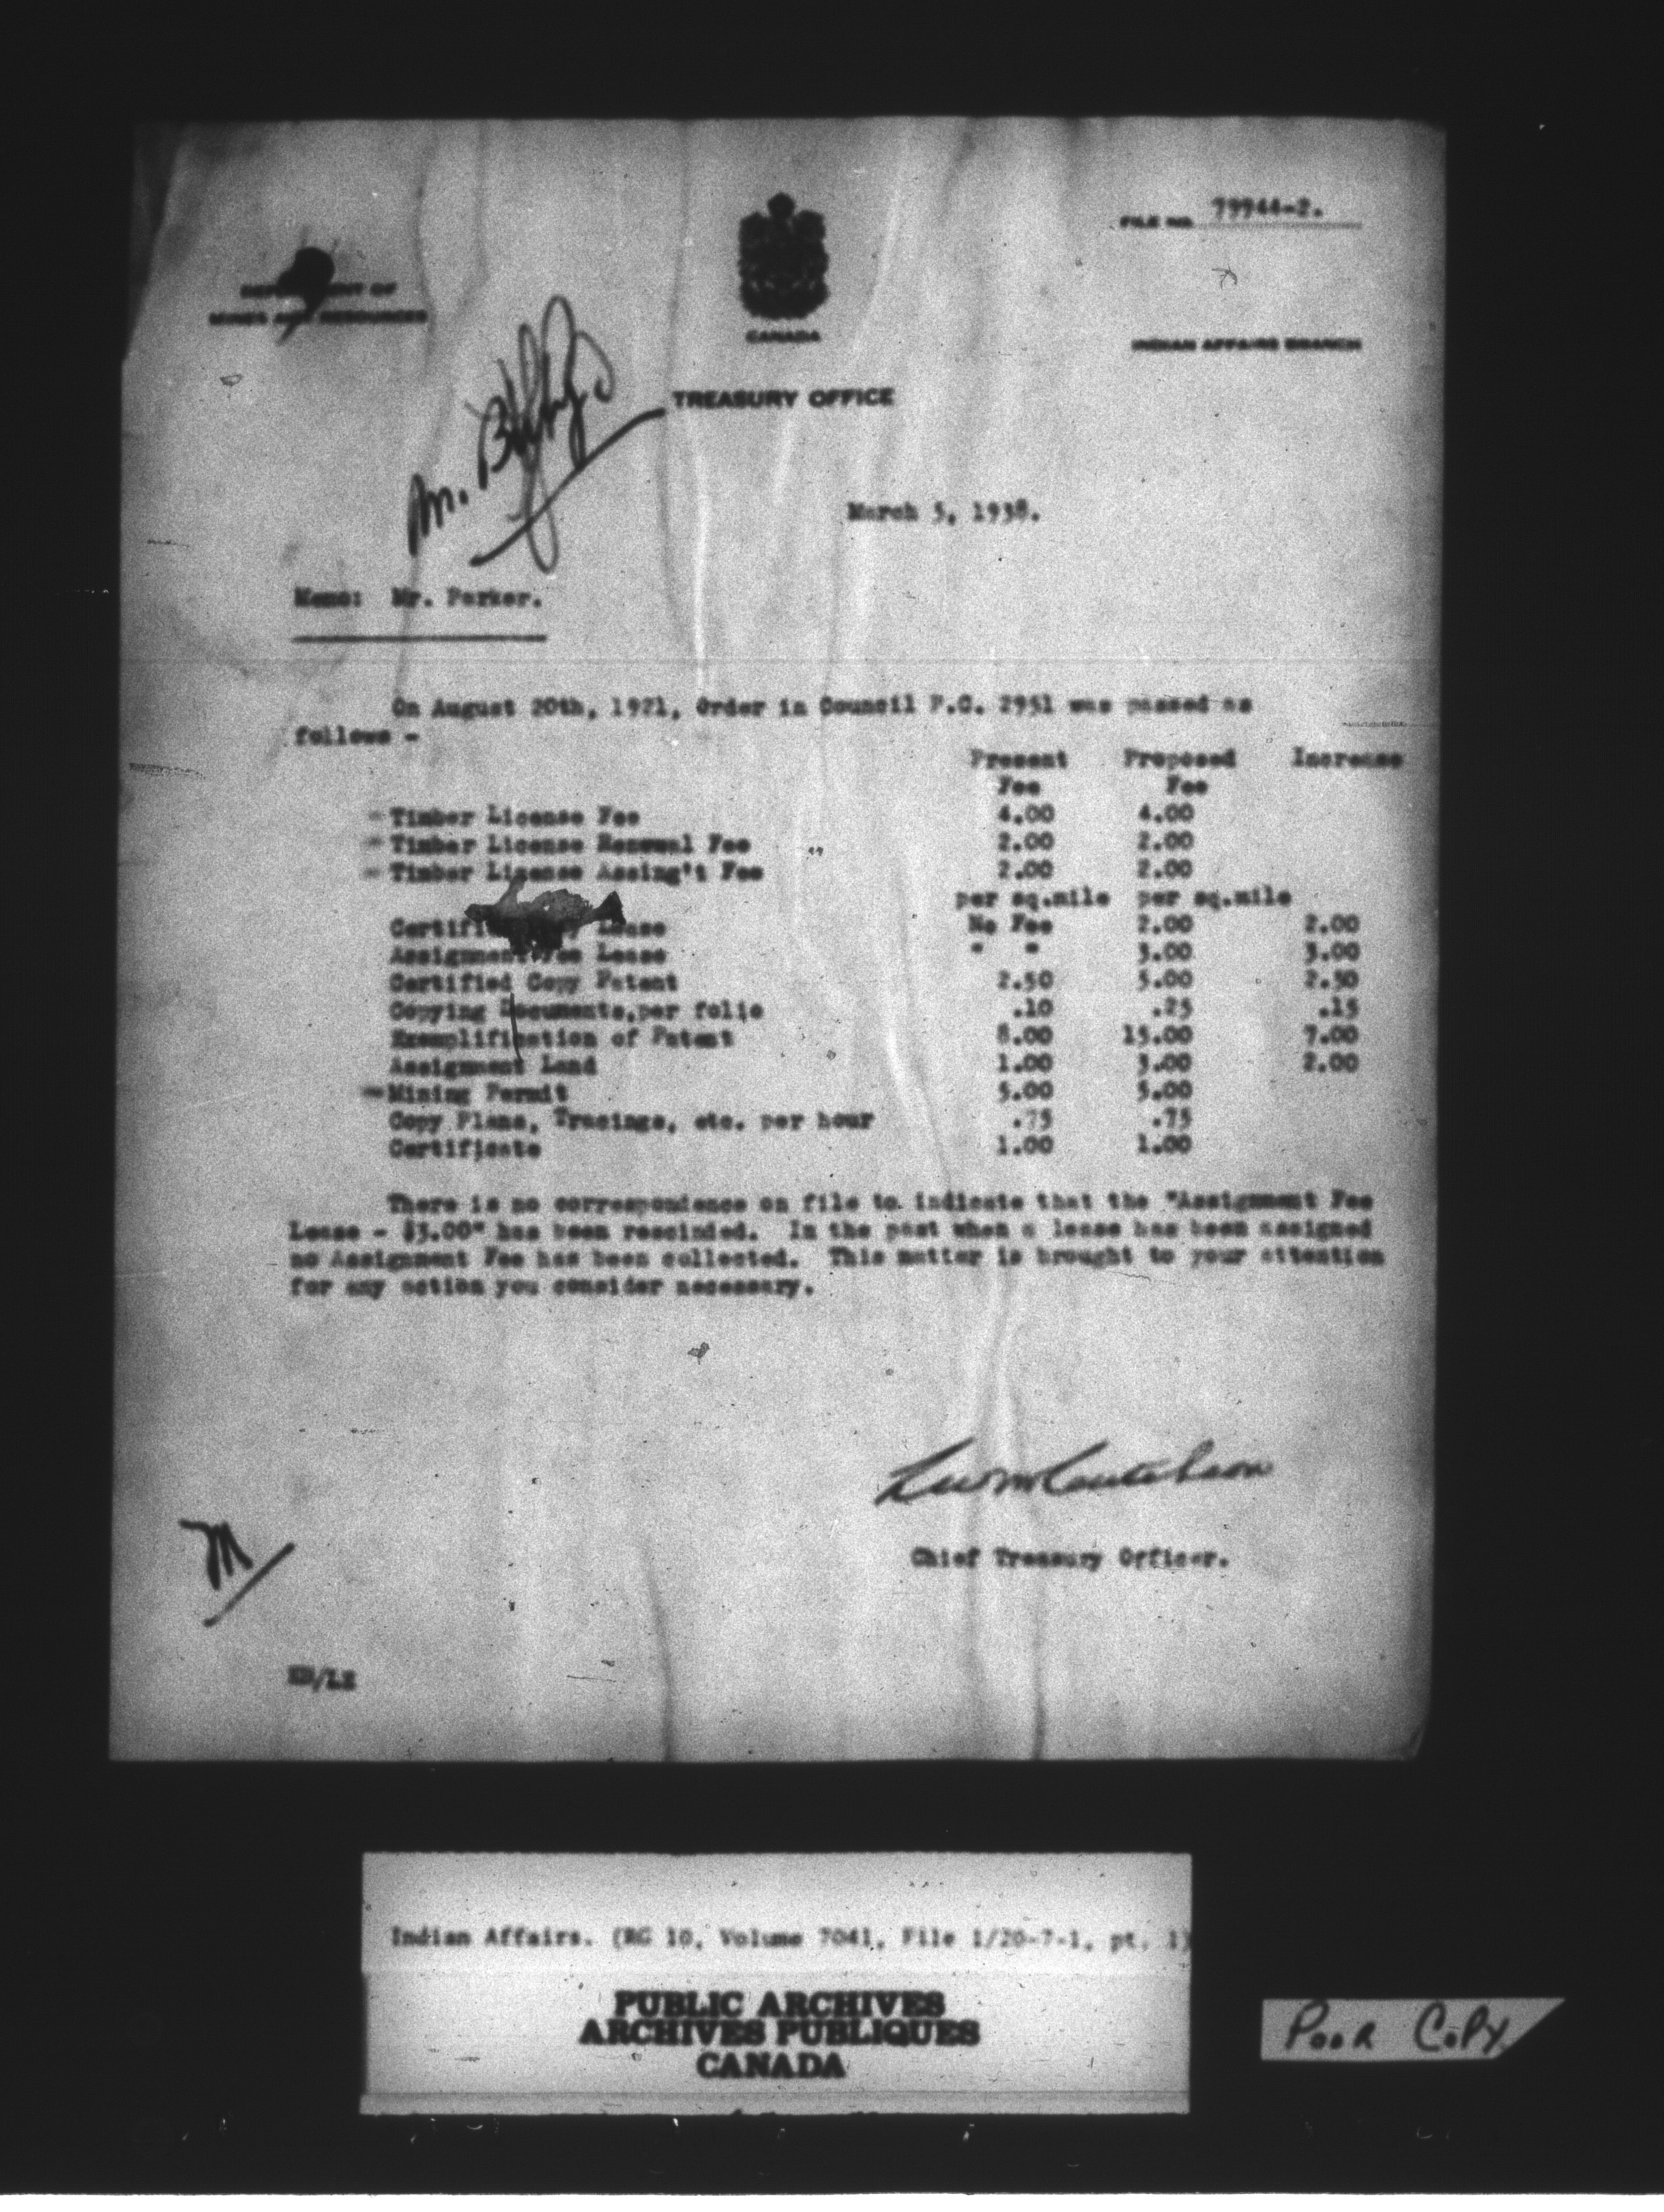 FILE NO. 79944-2.
DEPARTMENT OF
MINES AND RESOURCES
CANADA
INDIAN AFFAIRS BRANCH
TREASURY OFFICE
Mr.
March 5, 1938.
Memo: Mr. Parker.
On August 20th, 1921, Order in Council P.C. 2951 was passed as
follows -
Present Proposed Increase
Fee Fee
Timber License Fee 4.00 4.00
Timber License Renewal Fee 2.00 2.00
Timber License Assing't Fee 2.00 2.00
per sq.mile per sq.mile
Certified Copy Lease No Fee 2.00 2.00
Assignment Fee Lease " " 3.00 3.00
Certified Copy Patent 2.50 5.00 2.50
Copying Documents,per folio .10 .25 .15
Exemplification of Patent 8.00 15.00 7.00
Assignment Land 1.00 3.00 2.00
Mining Permit 5.00 5.00
Copy Plans, Tracings, etc. per hour .75 .75
Certificate 1.00 1.00
There is no correspondence on file to indicate that the "Assignment Fee
Lease - $3.00" has been rescinded. In the past when a lease has been assigned
no Assignment Fee has been collected. This matter is brought to your attention
for any action you consider necessary.
Chief Treasury Officer.
M
Indian Affairs. (RG 10, Volume 7041, File 1/20-7-1, pt. 1)
PUBLIC ARCHIVES
ARCHIVES PUBLIQUES
CANADA
POOR COPY